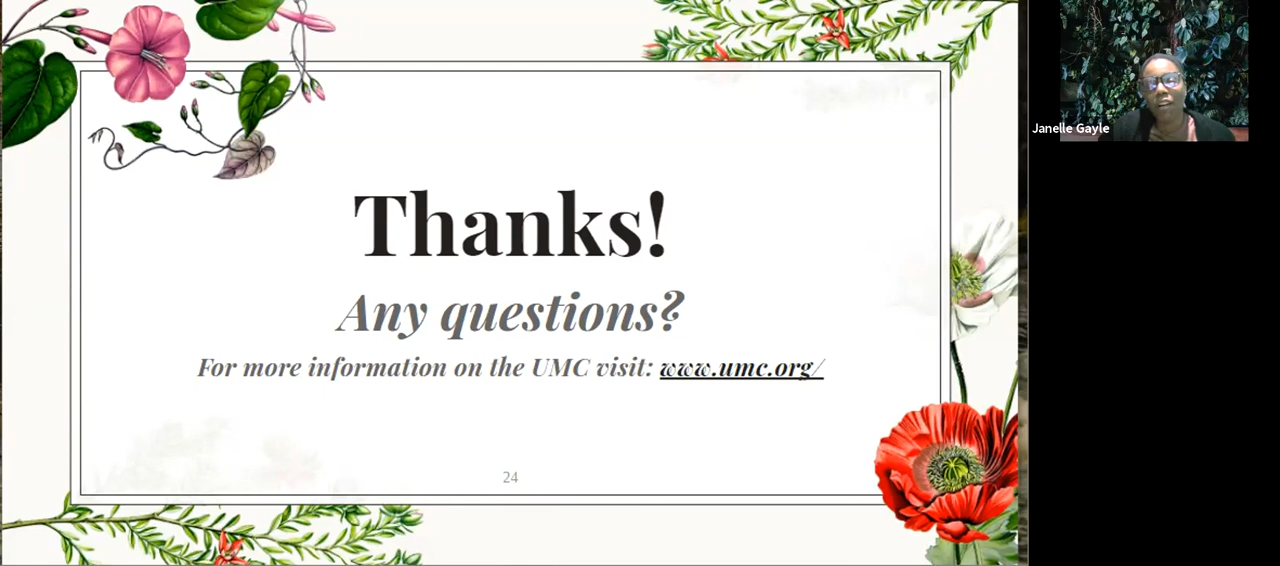 Thanks!
Any questions?
For more information on the UMC visit: www.umc.org/
24
Janelle Gayle